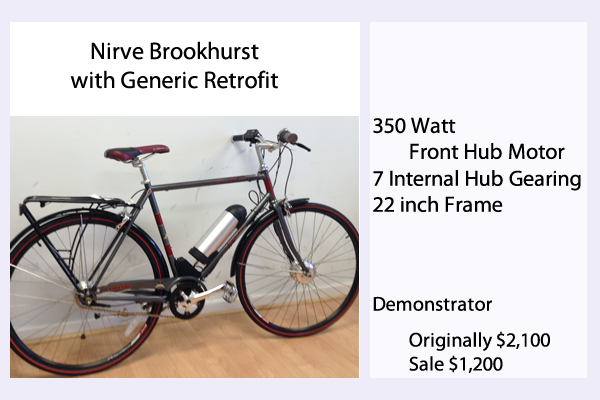 Nirve Brookhurst
with Generic Retrofit
350 Watt
Front Hub Motor
7 Internal Hub Gearing
22 inch Frame
Demonstrator
Originally $2,100
Sale $1,200